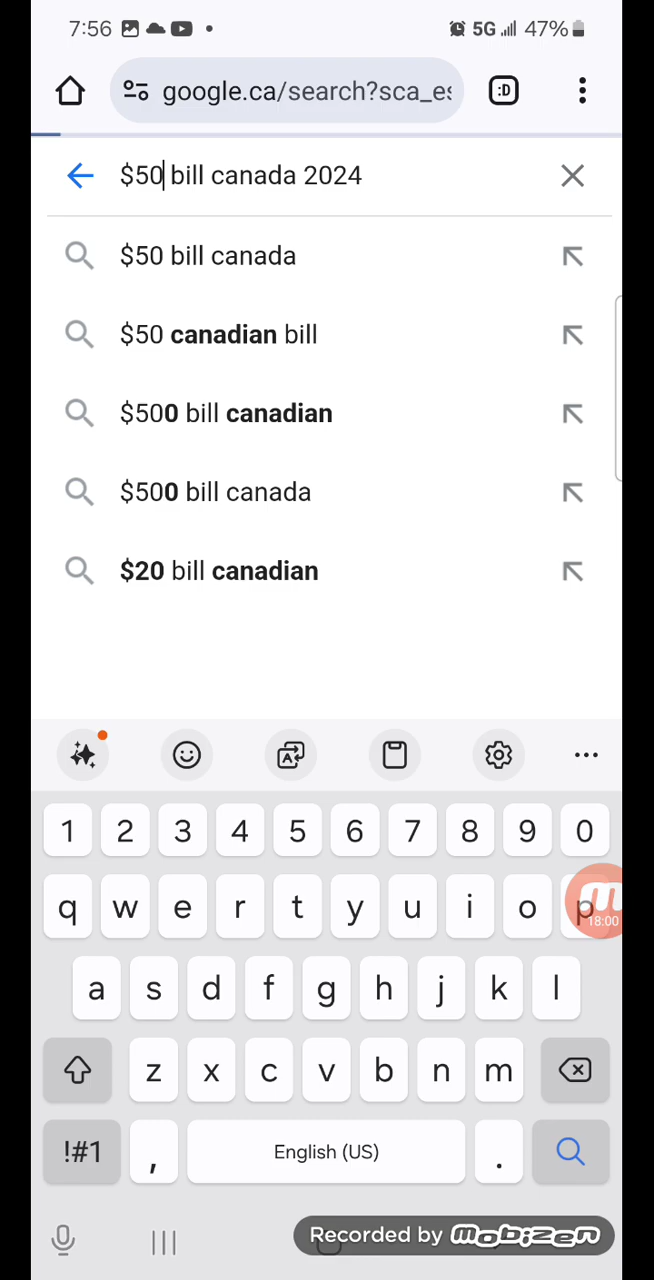 7:56 5G 47%
google.ca/search?sca_es
:D
$50 bill canada 2024
$50 bill canada
$50 canadian bill
$500 bill canadian
$500 bill canada
$20 bill canadian
1 2 3 4 5 6 7 8 9 0
q w e r t y u i o p
18:00
a s d f g h j k l
z x c v b n m
!#1 , English (US) .
Recorded by mobizen